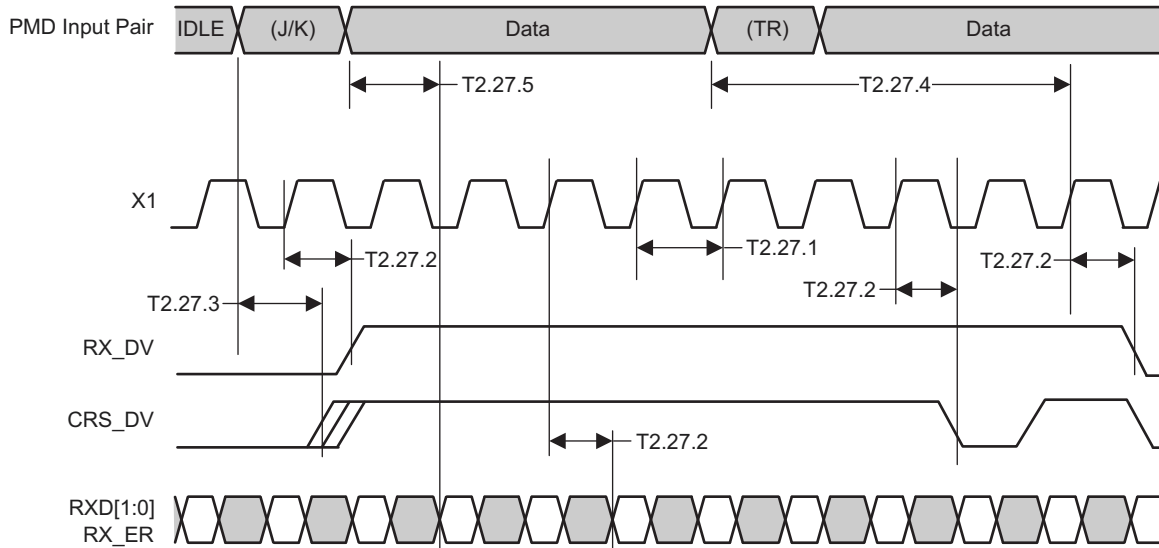 PMD Input Pair
IDLE
(J/K)
Data
(TR)
Data
T2.27.5
T2.27.4
X1
T2.27.2
T2.27.1
T2.27.2
T2.27.2
T2.27.3
RX_DV
CRS_DV
T2.27.2
RXD[1:0]
RX_ER